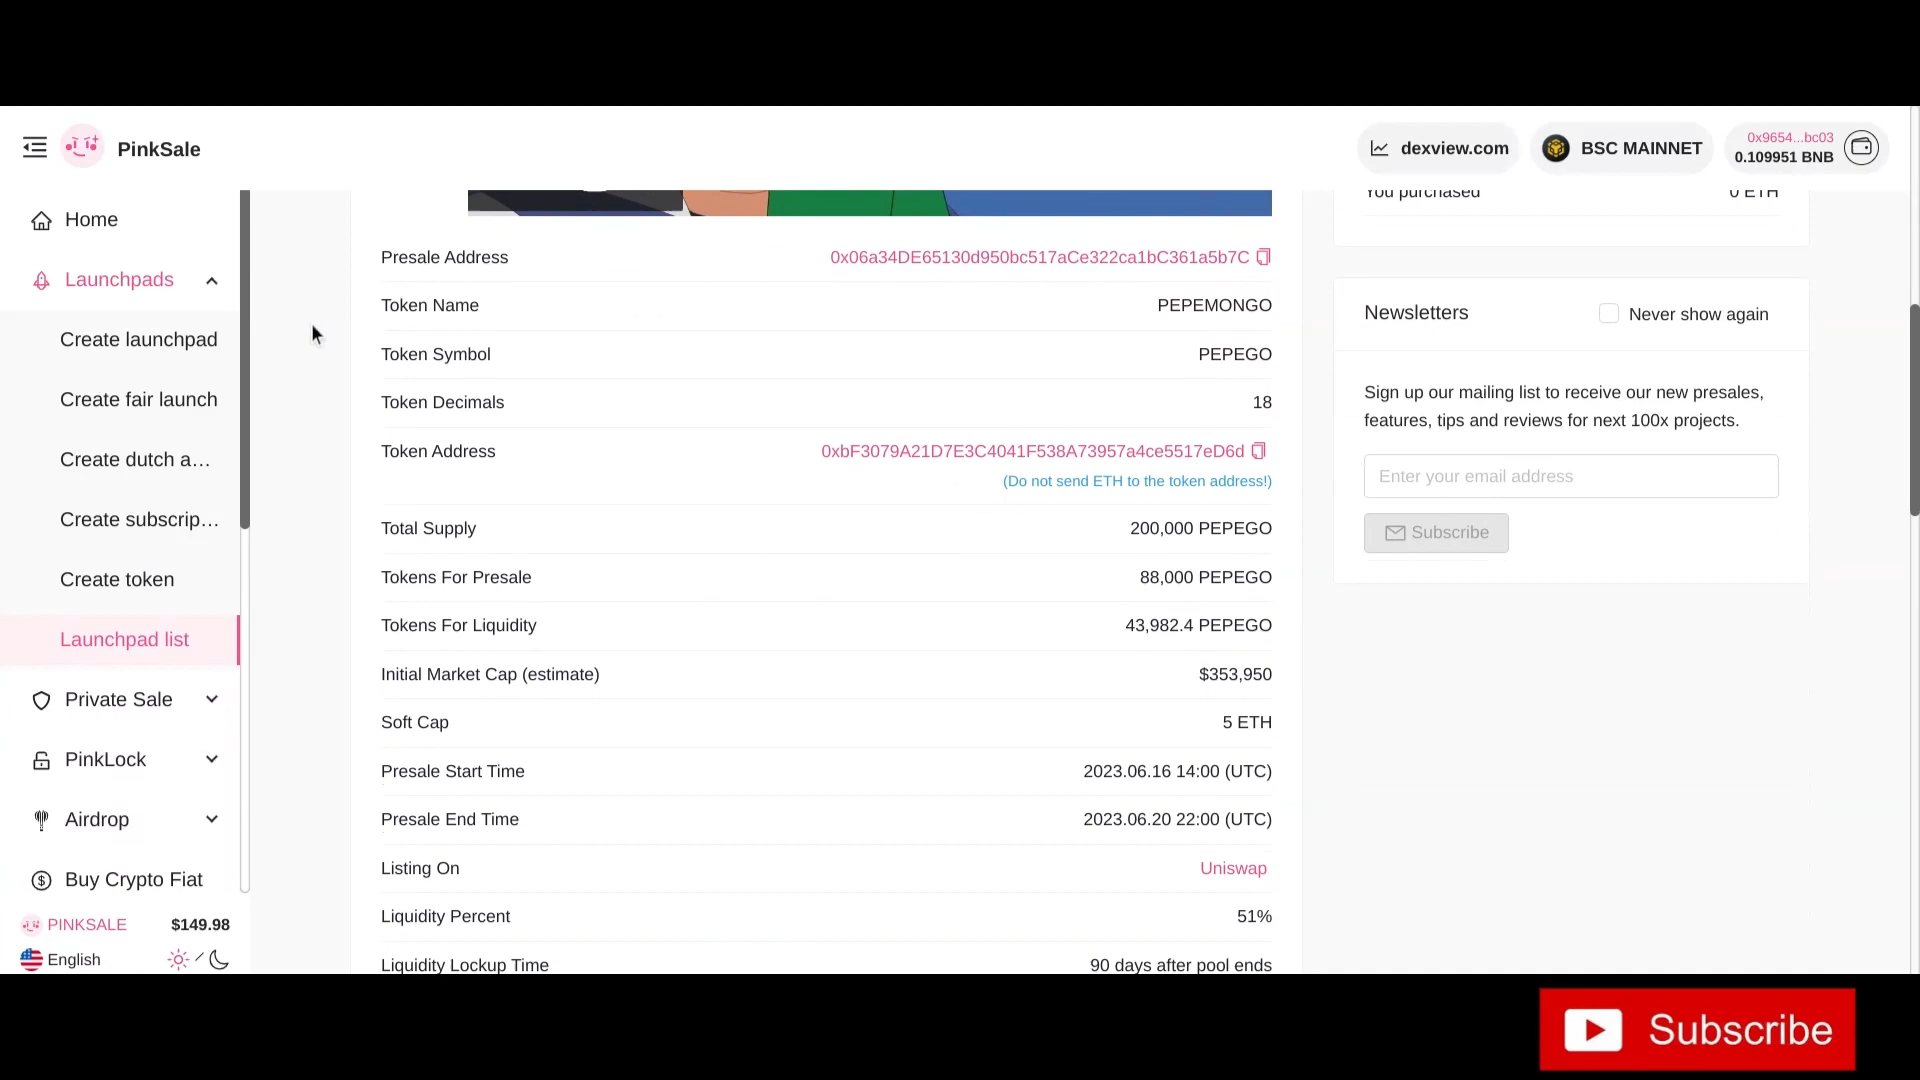 PinkSale
dexview.com
BSC MAINNET
0x9654...bc03
0.109951 BNB
Home
Launchpads
Create launchpad
Create fair launch
Create dutch a...
Create subscrip...
Create token
Launchpad list
Private Sale
PinkLock
Airdrop
Buy Crypto Fiat
PINKSALE $149.98
English
Presale Address 0x06a34DE65130d950bc517aCe322ca1bC361a5b7C
Token Name PEPEMONGO
Token Symbol PEPEGO
Token Decimals 18
Token Address 0xbF3079A21D7E3C4041F538A73957a4ce5517eD6d
(Do not send ETH to the token address!)
Total Supply 200,000 PEPEGO
Tokens For Presale 88,000 PEPEGO
Tokens For Liquidity 43,982.4 PEPEGO
Initial Market Cap (estimate) $353,950
Soft Cap 5 ETH
Presale Start Time 2023.06.16 14:00 (UTC)
Presale End Time 2023.06.20 22:00 (UTC)
Listing On Uniswap
Liquidity Percent 51%
Liquidity Lockup Time 90 days after pool ends
You purchased 0 ETH
Newsletters
Never show again
Sign up our mailing list to receive our new presales,
features, tips and reviews for next 100x projects.
Enter your email address
Subscribe
Subscribe